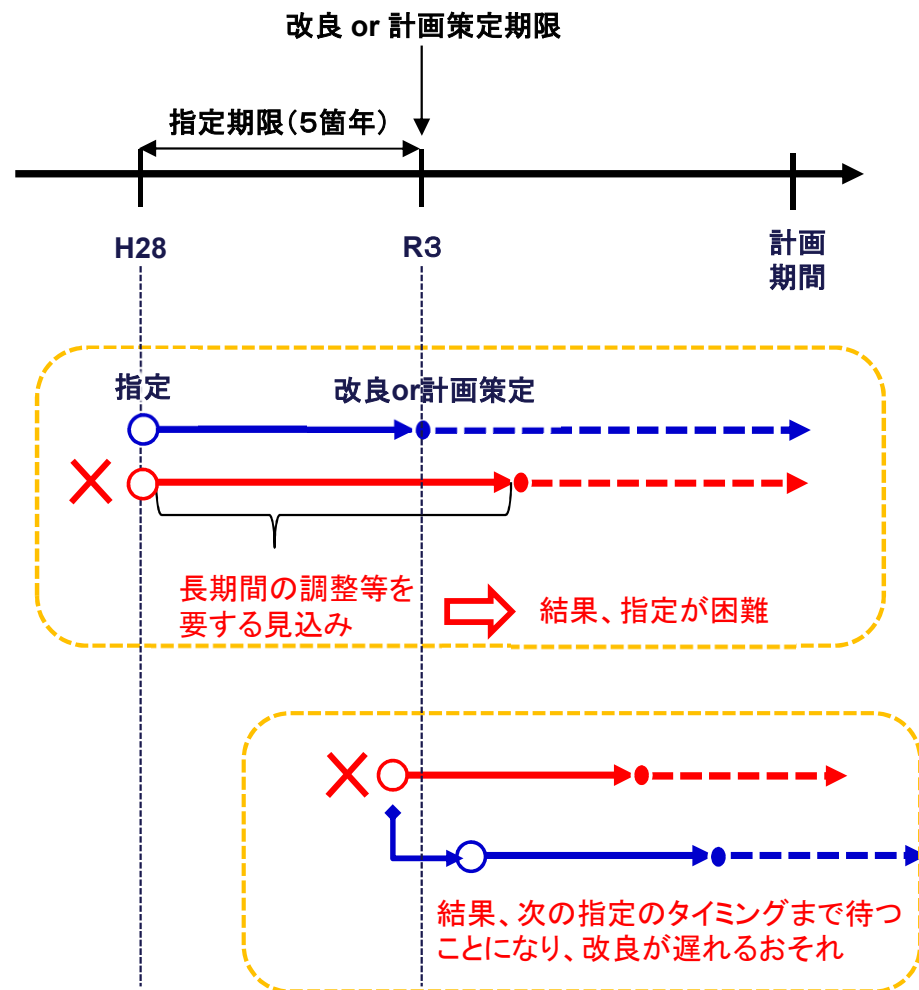 改良 or 計画策定期限
指定期限(5箇年)
H28
R3
計画
期間
指定
改良or計画策定
長期間の調整等を
要する見込み
結果、指定が困難
結果、次の指定のタイミングまで待つ
ことになり、改良が遅れるおそれ